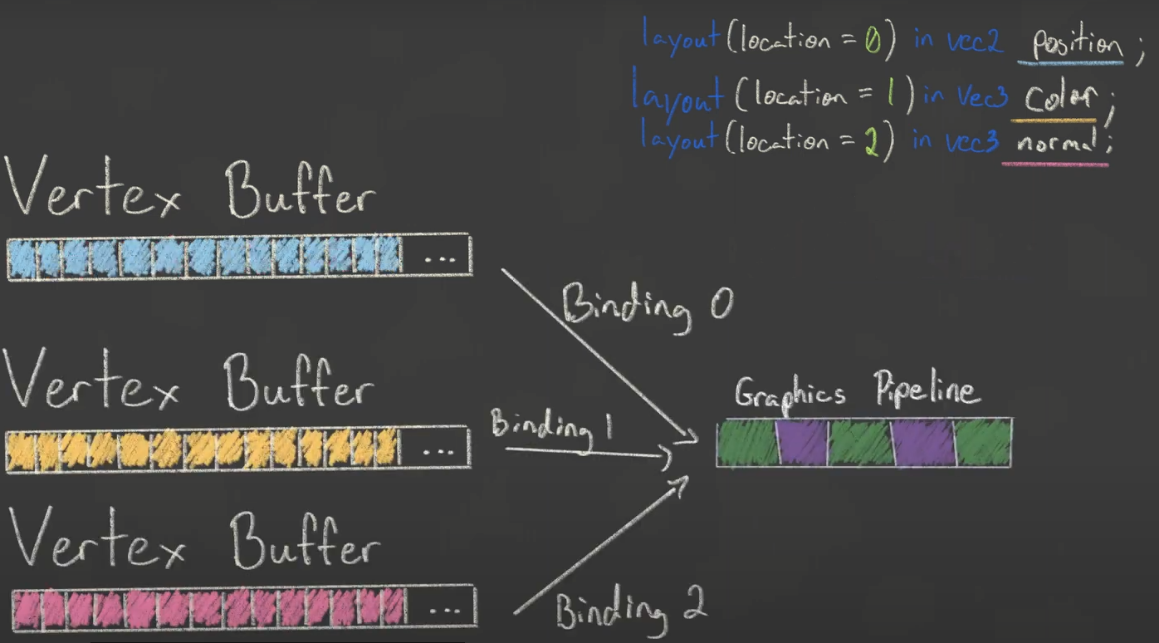 layout (location = 0) in vec2 position ;
layout (location = 1) in vec3 color ;
layout (location = 2) in vec3 normal;
Vertex Buffer
...
Binding 0
Vertex Buffer
...
Binding 1
Graphics Pipeline
Vertex Buffer
...
Binding 2